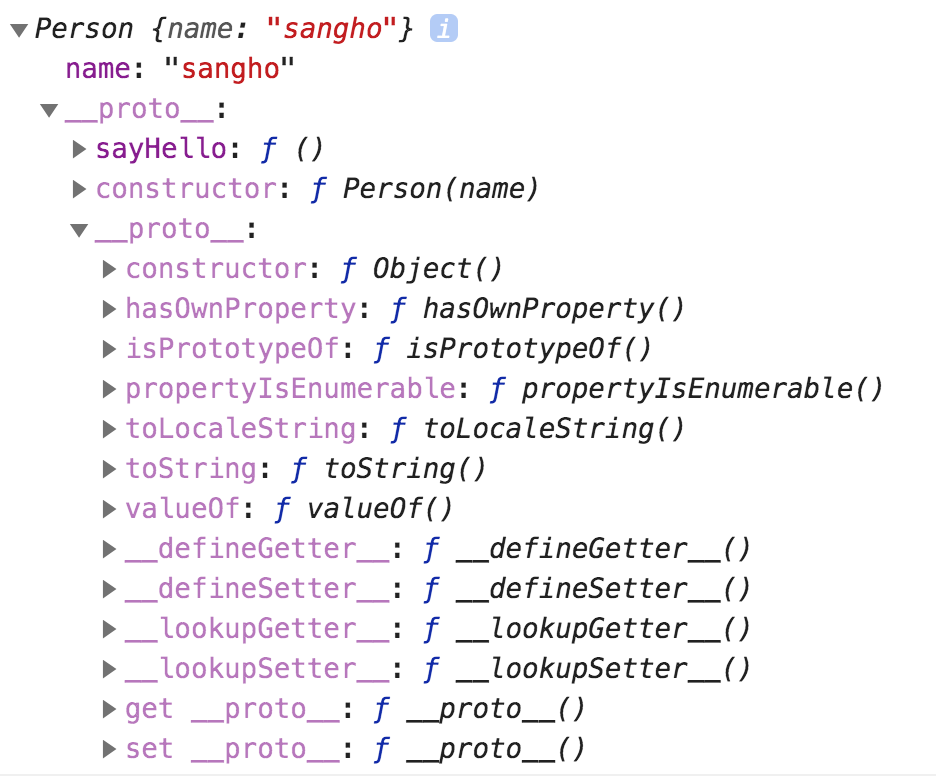 Person {name: "sangho"} i
name: "sangho"
__proto__:
sayHello: ƒ ()
constructor: ƒ Person(name)
__proto__:
constructor: ƒ Object()
hasOwnProperty: ƒ hasOwnProperty()
isPrototypeOf: ƒ isPrototypeOf()
propertyIsEnumerable: ƒ propertyIsEnumerable()
toLocaleString: ƒ toLocaleString()
toString: ƒ toString()
valueOf: ƒ valueOf()
__defineGetter__: ƒ __defineGetter__()
__defineSetter__: ƒ __defineSetter__()
__lookupGetter__: ƒ __lookupGetter__()
__lookupSetter__: ƒ __lookupSetter__()
get __proto__: ƒ __proto__()
set __proto__: ƒ __proto__()